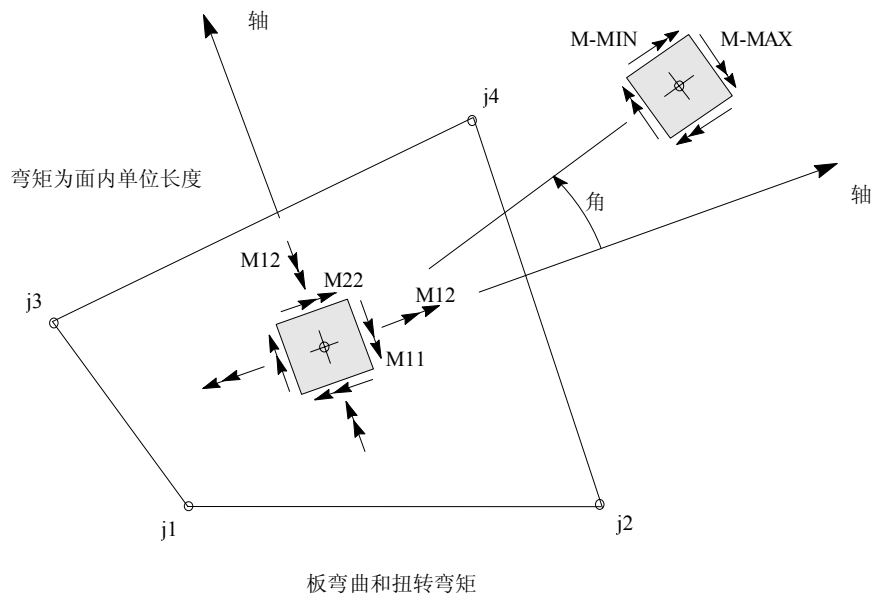 轴
M-MIN
M-MAX
j4
弯矩为面内单位长度
角
轴
M12
M22
M12
j3
M11
j1
j2
板弯曲和扭转弯矩